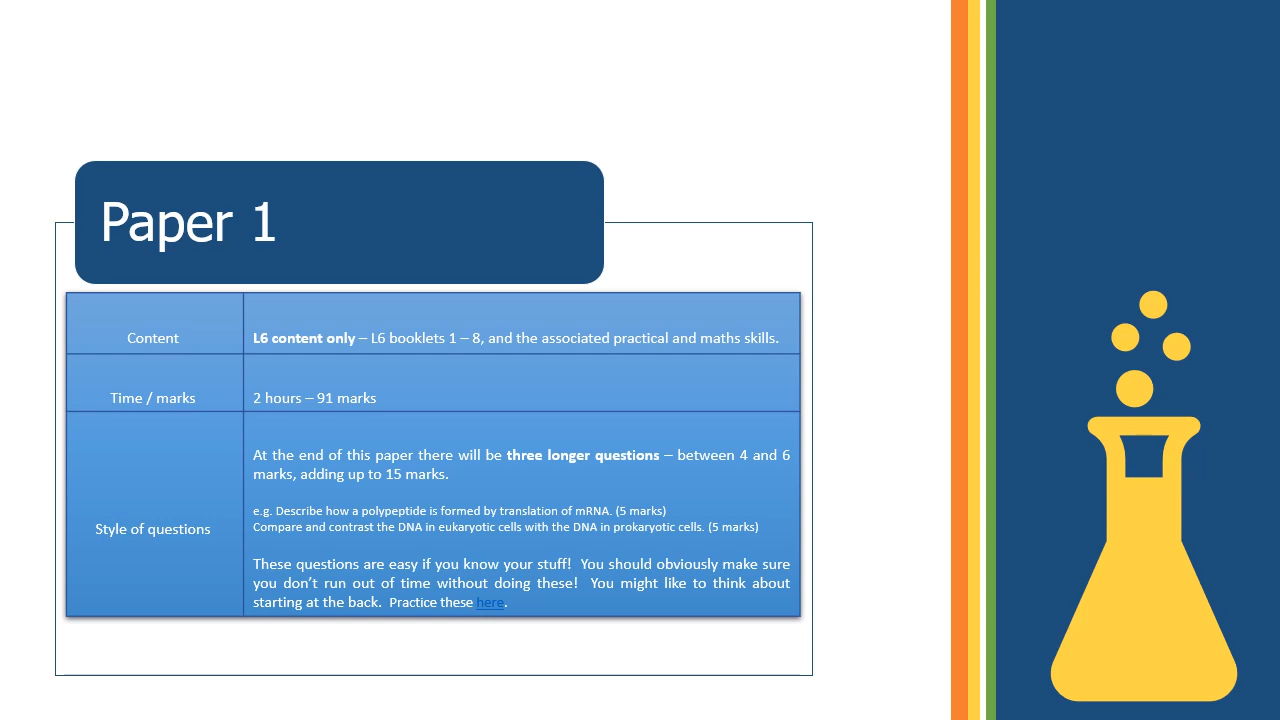 Paper 1
Content
L6 content only – L6 booklets 1 – 8, and the associated practical and maths skills.
Time / marks
2 hours – 91 marks
Style of questions
At the end of this paper there will be three longer questions – between 4 and 6
marks, adding up to 15 marks.
e.g. Describe how a polypeptide is formed by translation of mRNA. (5 marks)
Compare and contrast the DNA in eukaryotic cells with the DNA in prokaryotic cells. (5 marks)
These questions are easy if you know your stuff! You should obviously make sure
you don’t run out of time without doing these! You might like to think about
starting at the back. Practice these here.